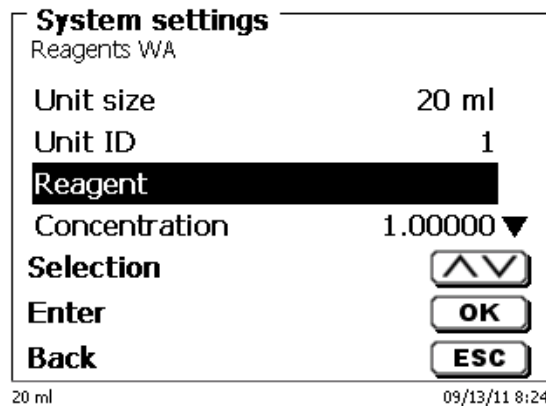 System settings
Reagents WA
Unit size 20 ml
Unit ID 1
Reagent
Concentration 1.00000
Selection
Enter OK
Back ESC
20 ml 09/13/11 8:24